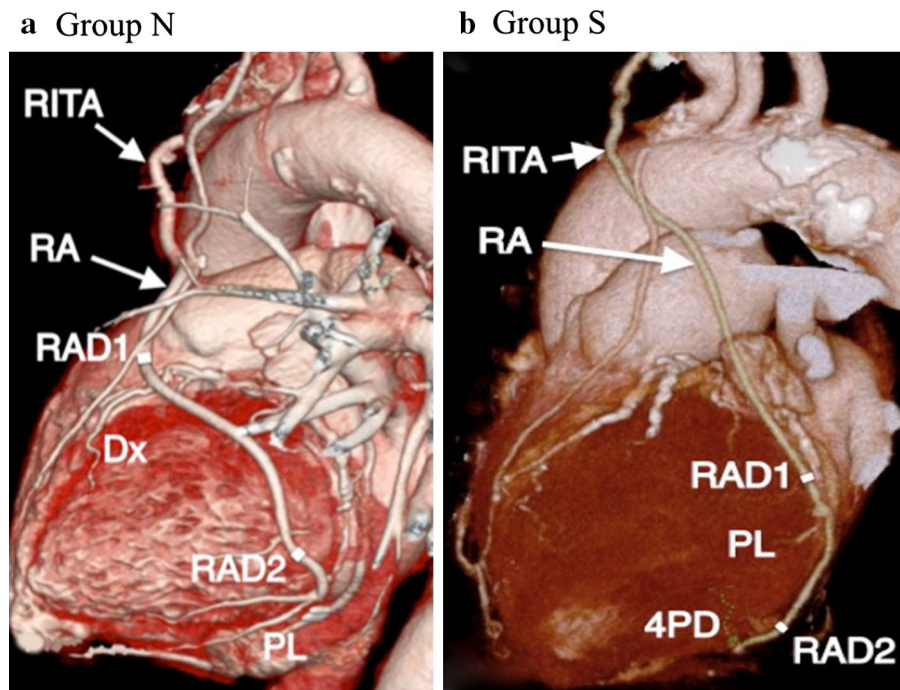 a Group N
b Group S
RITA
RA
RAD1
Dx
RAD2
PL
RITA
RA
RAD1
PL
4PD
RAD2